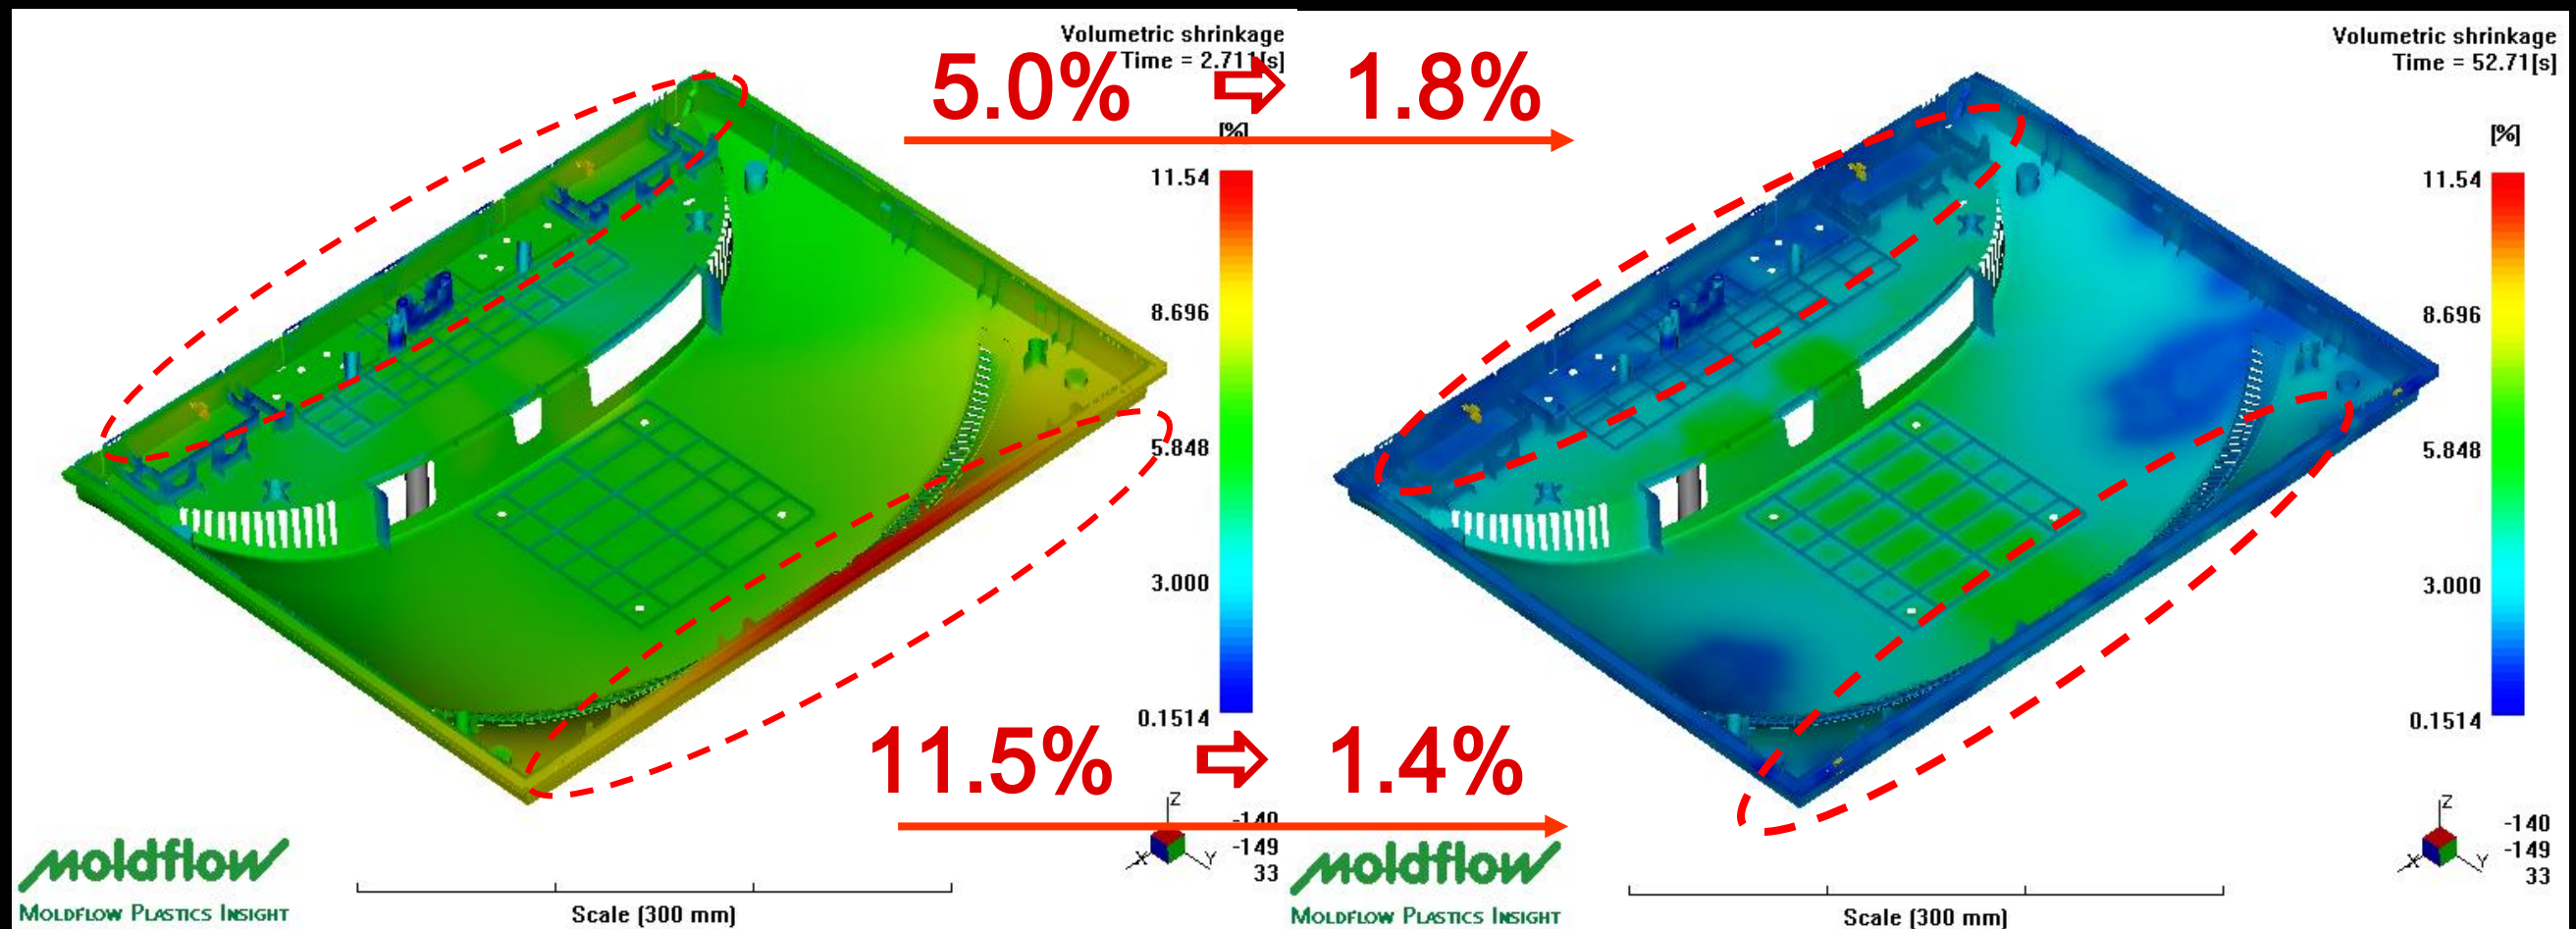 Volumetric shrinkage
Time = 2.711[s]
5.0% ⇨ 1.8%
[%]
11.54
8.696
5.848
3.000
0.1514
11.5% ⇨ 1.4%
Z
X
Y
-140
-149
33
moldflow
MOLDFLOW PLASTICS INSIGHT
Scale (300 mm)
Volumetric shrinkage
Time = 52.71[s]
[%]
11.54
8.696
5.848
3.000
0.1514
Z
X
Y
-140
-149
33
moldflow
MOLDFLOW PLASTICS INSIGHT
Scale (300 mm)